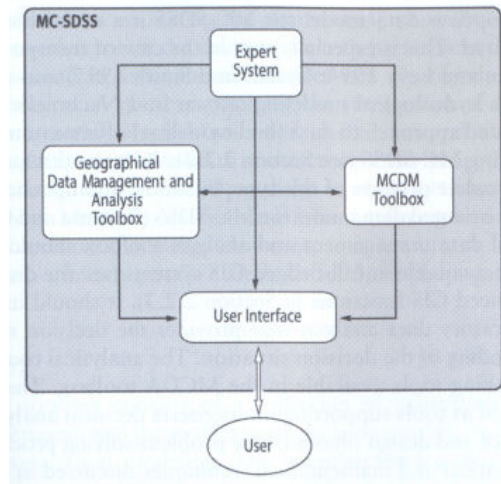 MC-SDSS
Expert
System
Geographical
Data Management and
Analysis
Toolbox
MCDM
Toolbox
User Interface
User